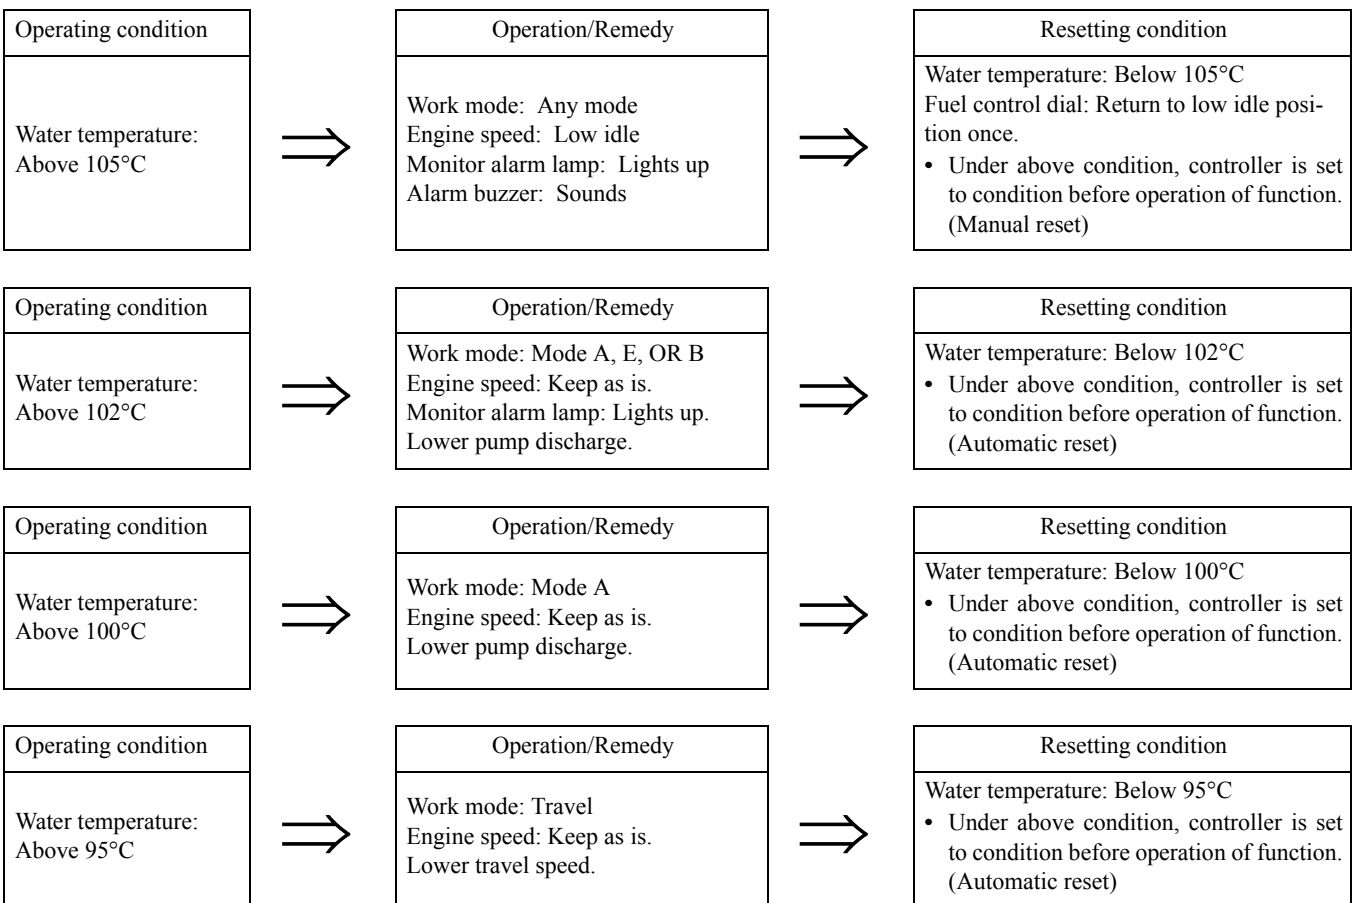 Operating condition
Water temperature:
Above 105°C
Operation/Remedy
Work mode: Any mode
Engine speed: Low idle
Monitor alarm lamp: Lights up
Alarm buzzer: Sounds
Resetting condition
Water temperature: Below 105°C
Fuel control dial: Return to low idle posi-
tion once.
• Under above condition, controller is set
to condition before operation of function.
(Manual reset)
Operating condition
Water temperature:
Above 102°C
Operation/Remedy
Work mode: Mode A, E, OR B
Engine speed: Keep as is.
Monitor alarm lamp: Lights up.
Lower pump discharge.
Resetting condition
Water temperature: Below 102°C
• Under above condition, controller is set
to condition before operation of function.
(Automatic reset)
Operating condition
Water temperature:
Above 100°C
Operation/Remedy
Work mode: Mode A
Engine speed: Keep as is.
Lower pump discharge.
Resetting condition
Water temperature: Below 100°C
• Under above condition, controller is set
to condition before operation of function.
(Automatic reset)
Operating condition
Water temperature:
Above 95°C
Operation/Remedy
Work mode: Travel
Engine speed: Keep as is.
Lower travel speed.
Resetting condition
Water temperature: Below 95°C
• Under above condition, controller is set
to condition before operation of function.
(Automatic reset)